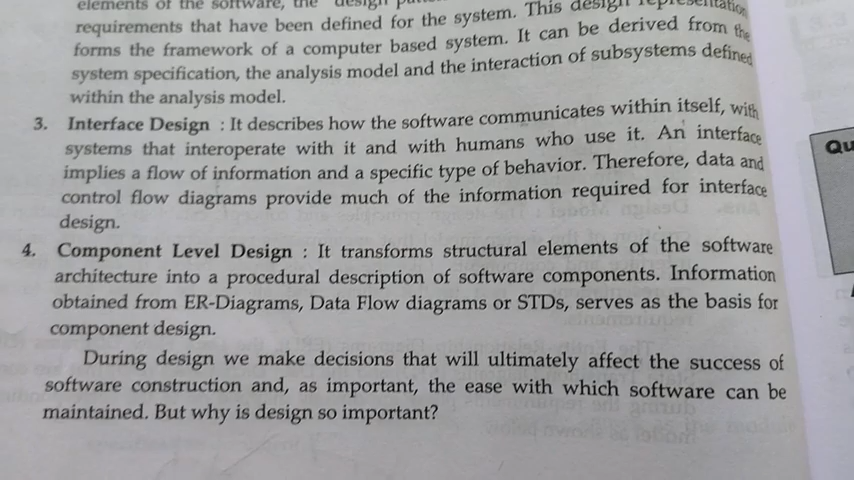 elements of the software, the "design
requirements that have been defined for the system. This design representation
forms the framework of a computer based system. It can be derived from the
system specification, the analysis model and the interaction of subsystems defined
within the analysis model.
3. Interface Design : It describes how the software communicates within itself, with
systems that interoperate with it and with humans who use it. An interface
implies a flow of information and a specific type of behavior. Therefore, data and
control flow diagrams provide much of the information required for interface
design.
4. Component Level Design : It transforms structural elements of the software
architecture into a procedural description of software components. Information
obtained from ER-Diagrams, Data Flow diagrams or STDs, serves as the basis for
component design.
During design we make decisions that will ultimately affect the success of
software construction and, as important, the ease with which software can be
maintained. But why is design so important?
Qu